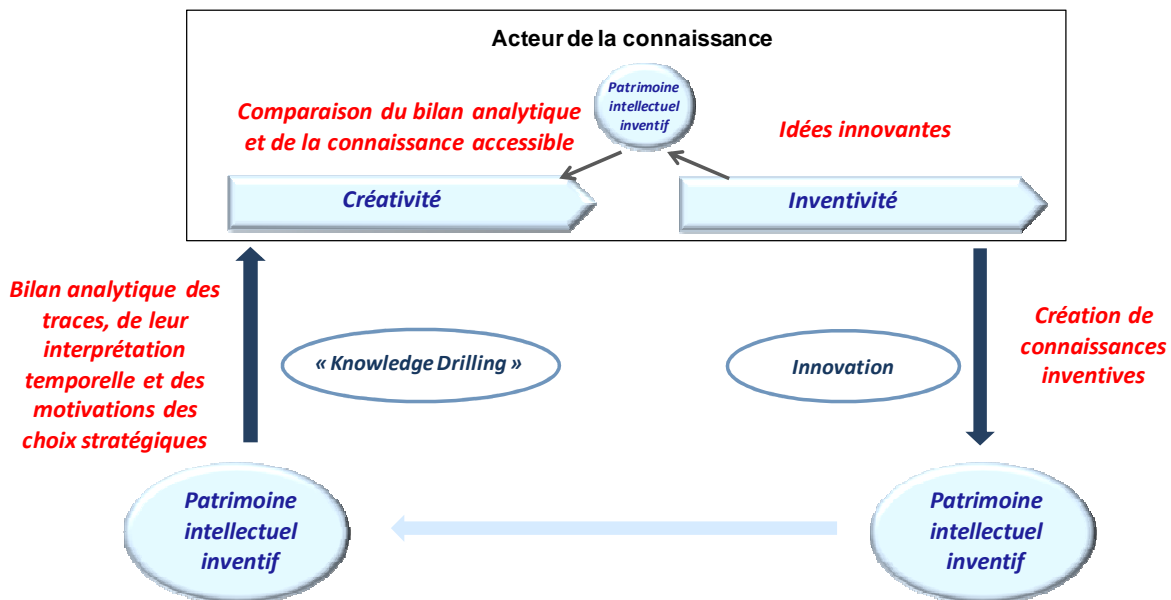 Acteur de la connaissance
Patrimoine
intellectuel
inventif
Comparaison du bilan analytique
et de la connaissance accessible
Idées innovantes
Créativité
Inventivité
Bilan analytique des
traces, de leur
interprétation
temporelle et des
motivations des
choix stratégiques
« Knowledge Drilling »
Innovation
Création de
connaissances
inventives
Patrimoine
intellectuel
inventif
Patrimoine
intellectuel
inventif